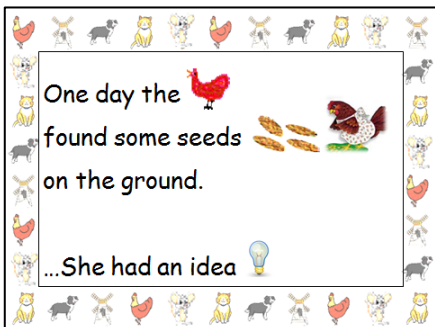 One day the
found some seeds
on the ground.
...She had an idea